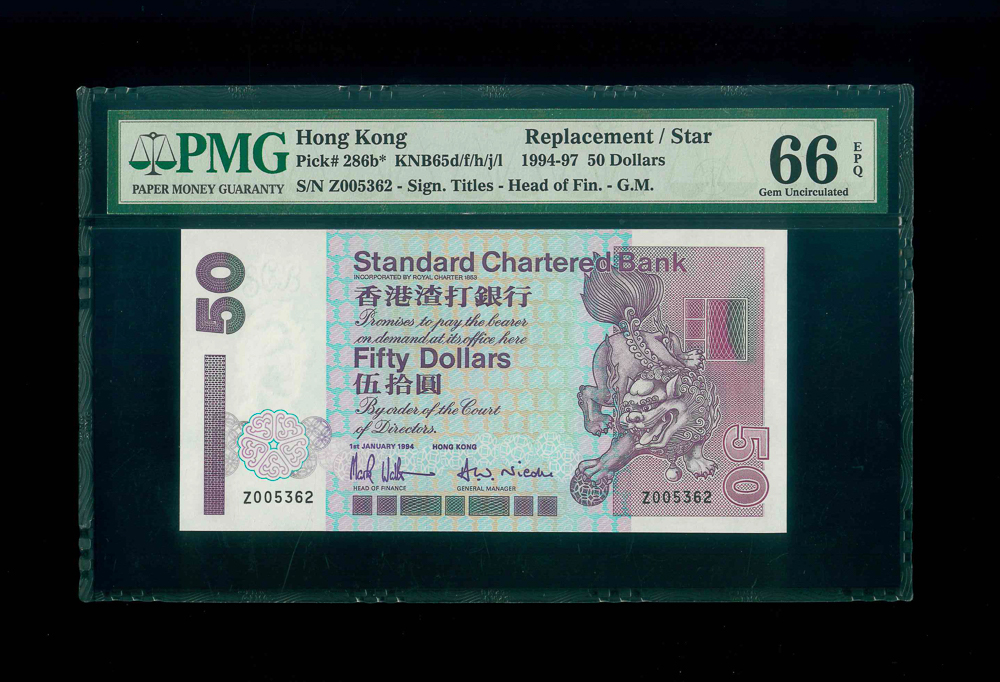 PMG
PAPER MONEY GUARANTY
Hong Kong Replacement / Star
Pick# 286b* KNB65d/f/h/j/l 1994-97 50 Dollars
S/N Z005362 - Sign. Titles - Head of Fin. - G.M.
66 EPQ
Gem Uncirculated
50
Standard Chartered Bank
INCORPORATED BY ROYAL CHARTER 1853
香港渣打銀行
Promises to pay the bearer
on demand at its office here
Fifty Dollars
伍拾圓
By order of the Court
of Directors.
1st JANUARY 1994 HONG KONG
HEAD OF FINANCE GENERAL MANAGER
Z005362 Z005362
50